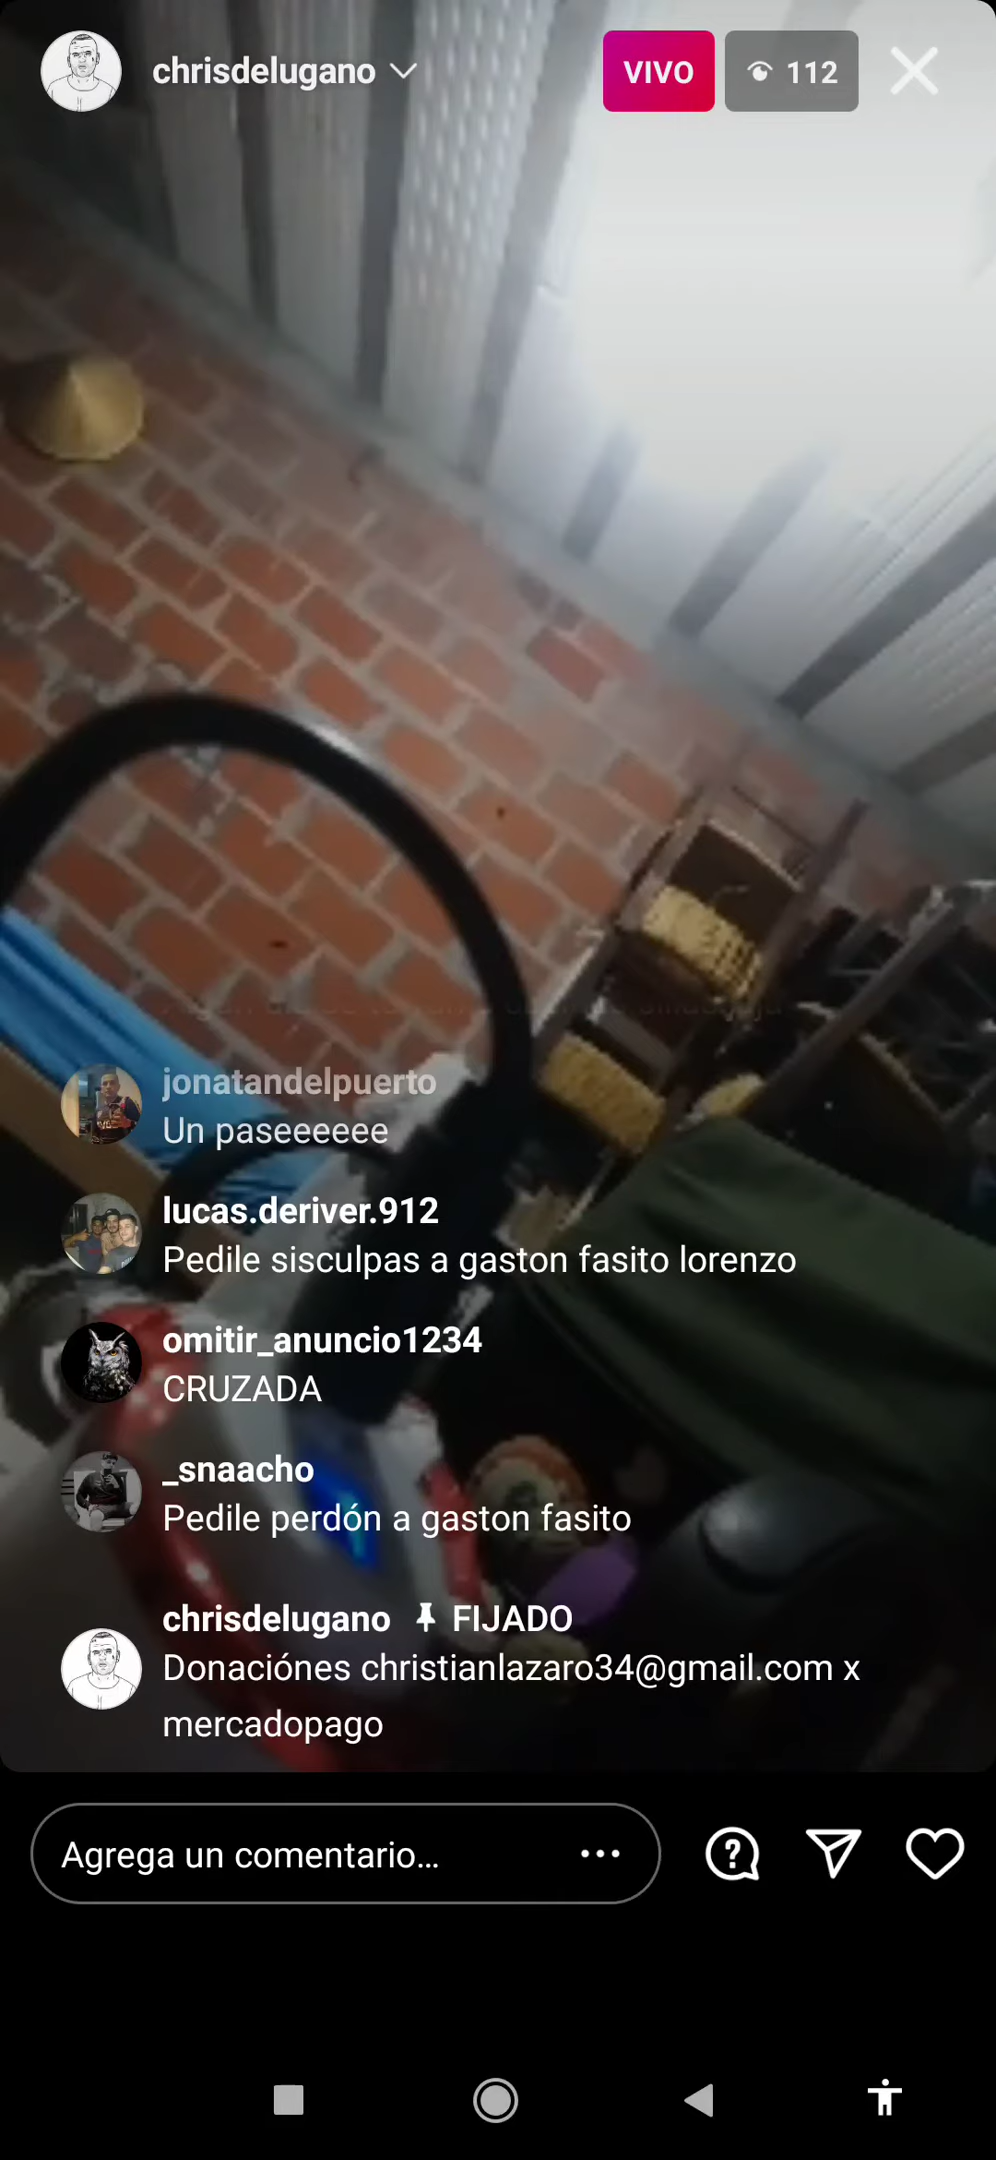 chrisdelugano
VIVO
112
jonatandelpuerto
Un paseeeeee
lucas.deriver.912
Pedile sisculpas a gaston fasito lorenzo
omitir_anuncio1234
CRUZADA
_snaacho
Pedile perdón a gaston fasito
chrisdelugano FIJADO
Donaciónes christianlazaro34@gmail.com x
mercadopago
Agrega un comentario...